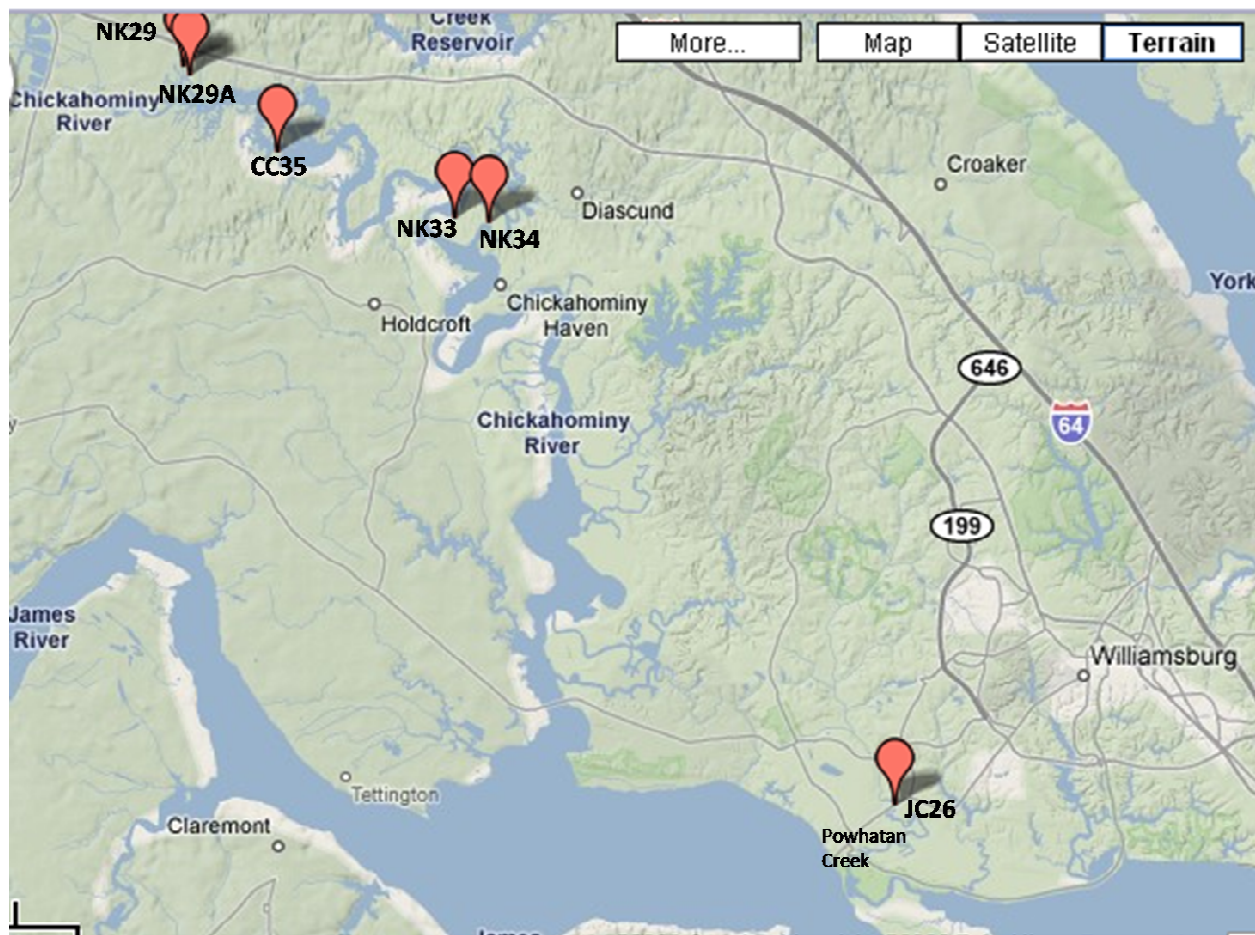 Creek
Reservoir
More...
Map
Satellite
Terrain
NK29
NK29A
Chickahominy
River
CC35
Croaker
NK33
NK34
Diascund
York
Chickahominy
Haven
Holdcroft
646
64
Chickahominy
River
y
199
James
River
Williamsburg
Tettington
Claremont
JC26
Powhatan
Creek
James